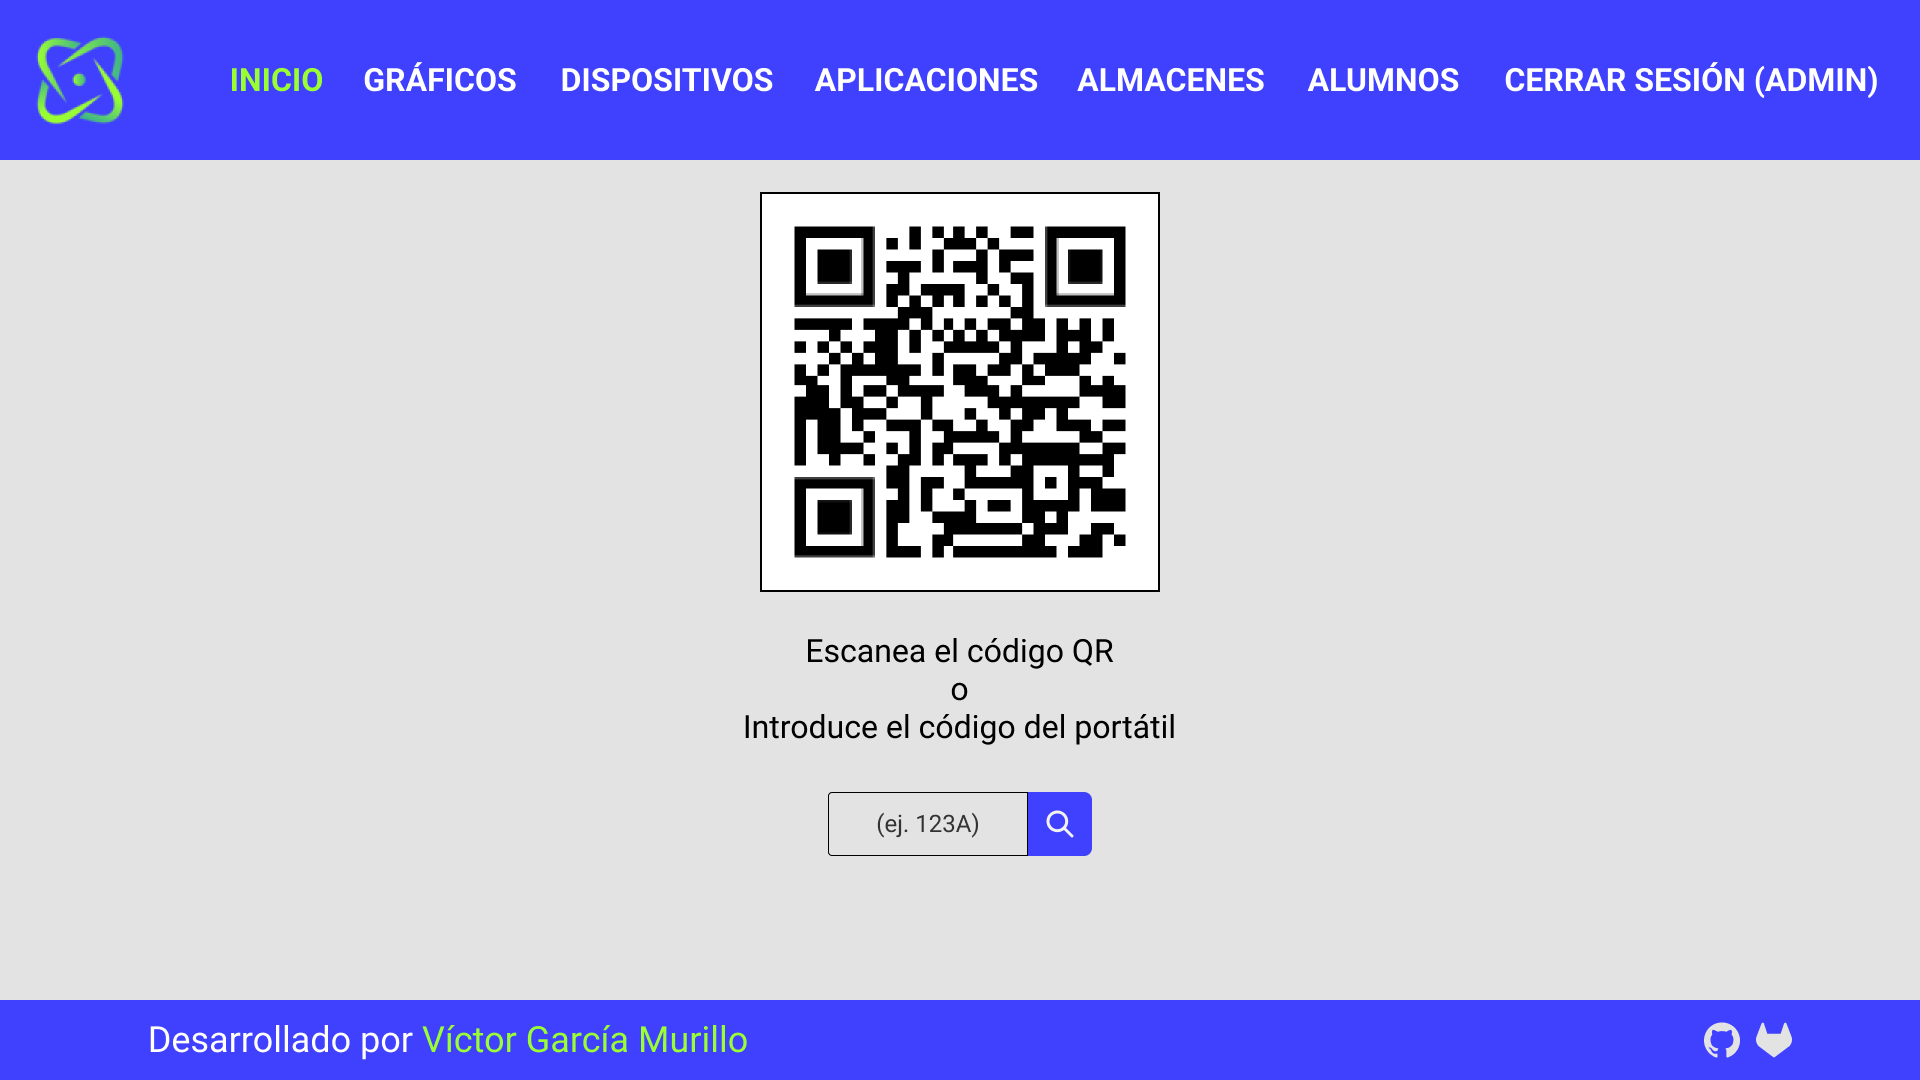 INICIO GRÁFICOS DISPOSITIVOS APLICACIONES ALMACENES ALUMNOS CERRAR SESIÓN (ADMIN)
Escanea el código QR
o
Introduce el código del portátil
(ej. 123A)
Desarrollado por Víctor García Murillo